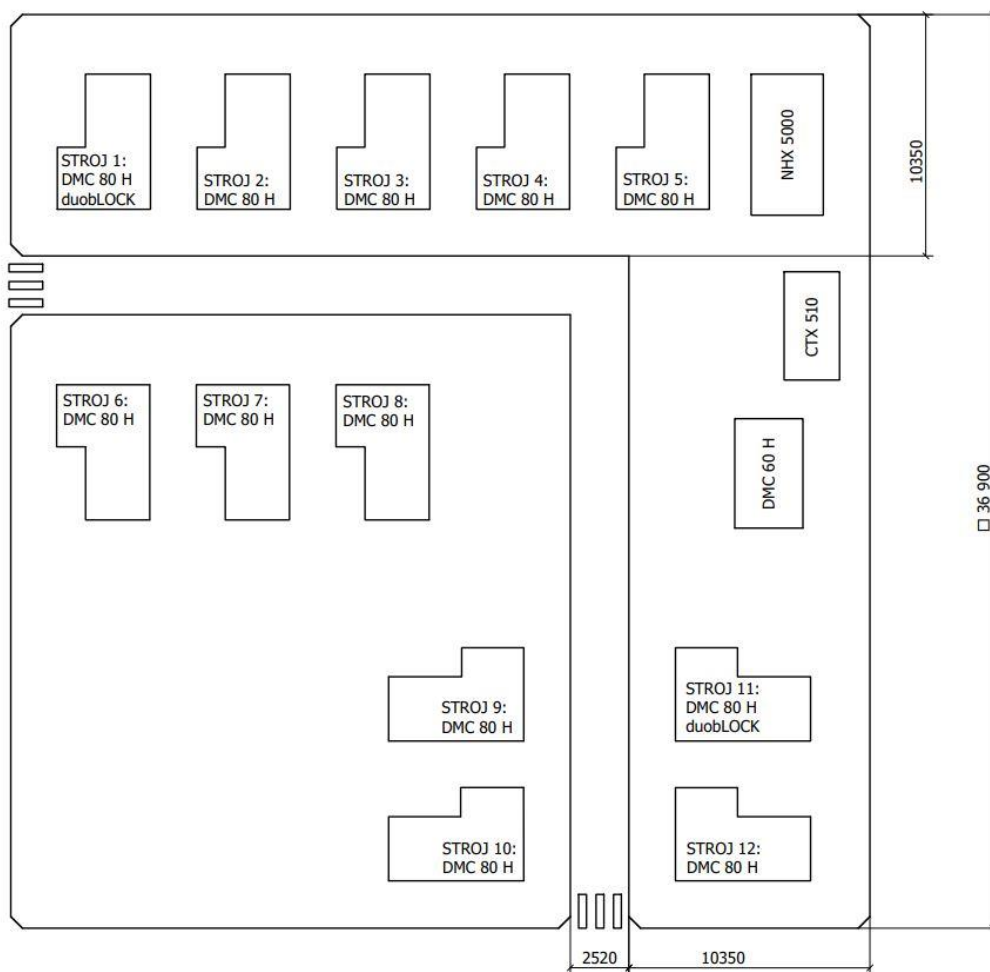 STROJ 1:
DMC 80 H
duobLOCK
STROJ 2:
DMC 80 H
STROJ 3:
DMC 80 H
STROJ 4:
DMC 80 H
STROJ 5:
DMC 80 H
NHX 5000
10350
CTX 510
STROJ 6:
DMC 80 H
STROJ 7:
DMC 80 H
STROJ 8:
DMC 80 H
DMC 60 H
□ 36 900
STROJ 9:
DMC 80 H
STROJ 11:
DMC 80 H
duobLOCK
STROJ 10:
DMC 80 H
STROJ 12:
DMC 80 H
2520
10350